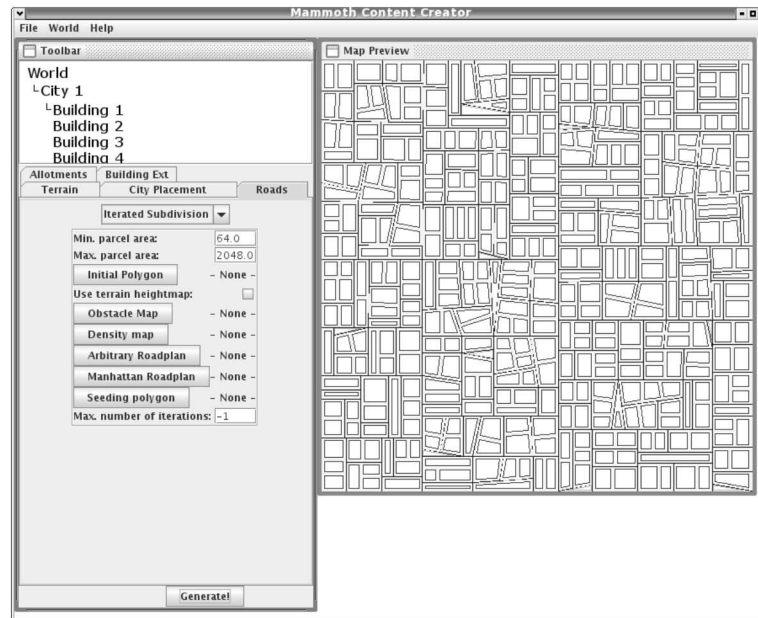 Mammoth Content Creator
File World Help
Toolbar
World
City 1
Building 1
Building 2
Building 3
Building 4
Allotments Building Ext
Terrain City Placement Roads
Iterated Subdivision
Min. parcel area: 64.0
Max. parcel area: 2048.0
Initial Polygon - None -
Use terrain heightmap:
Obstacle Map - None -
Density map - None -
Arbitrary Roadplan - None -
Manhattan Roadplan - None -
Seeding polygon - None -
Max. number of iterations: -1
Generate!
Map Preview